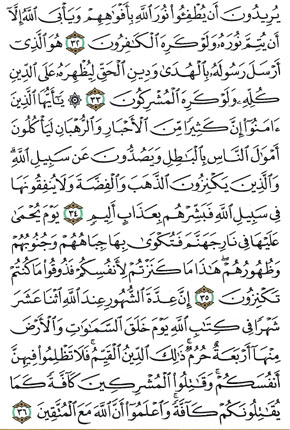 يُرِيدُونَ أَن يُطْفِـُٔوا۟ نُورَ ٱللَّهِ بِأَفْوَٰهِهِمْ وَيَأْبَى ٱللَّهُ إِلَّآ
أَن يُتِمَّ نُورَهُۥ وَلَوْ كَرِهَ ٱلْكَـٰفِرُونَ ٣٢ هُوَ ٱلَّذِىٓ
أَرْسَلَ رَسُولَهُۥ بِٱلْهُدَىٰ وَدِينِ ٱلْحَقِّ لِيُظْهِرَهُۥ عَلَى ٱلدِّينِ
كُلِّهِۦ وَلَوْ كَرِهَ ٱلْمُشْرِكُونَ ٣٣ ۞ يَـٰٓأَيُّهَا ٱلَّذِينَ
ءَامَنُوٓا۟ إِنَّ كَثِيرًا مِّنَ ٱلْأَحْبَارِ وَٱلرُّهْبَانِ لَيَأْكُلُونَ
أَمْوَٰلَ ٱلنَّاسِ بِٱلْبَـٰطِلِ وَيَصُدُّونَ عَن سَبِيلِ ٱللَّهِ ۗ
وَٱلَّذِينَ يَكْنِزُونَ ٱلذَّهَبَ وَٱلْفِضَّةَ وَلَا يُنفِقُونَهَا
فِى سَبِيلِ ٱللَّهِ فَبَشِّرْهُم بِعَذَابٍ أَلِيمٍ ٣٤ يَوْمَ يُحْمَىٰ
عَلَيْهَا فِى نَارِ جَهَنَّمَ فَتُكْوَىٰ بِهَا جِبَاهُهُمْ وَجُنُوبُهُمْ
وَظُهُورُهُمْ ۖ هَـٰذَا مَا كَنَزْتُمْ لِأَنفُسِكُمْ فَذُوقُوا۟ مَا كُنتُمْ
تَكْنِزُونَ ٣٥ إِنَّ عِدَّةَ ٱلشُّهُورِ عِندَ ٱللَّهِ ٱثْنَا عَشَرَ
شَهْرًا فِى كِتَـٰبِ ٱللَّهِ يَوْمَ خَلَقَ ٱلسَّمَـٰوَٰتِ وَٱلْأَرْضَ
مِنْهَآ أَرْبَعَةٌ حُرُمٌ ۚ ذَٰلِكَ ٱلدِّينُ ٱلْقَيِّمُ ۚ فَلَا تَظْلِمُوا۟ فِيهِنَّ
أَنفُسَكُمْ ۚ وَقَـٰتِلُوا۟ ٱلْمُشْرِكِينَ كَآفَّةً كَمَا
يُقَـٰتِلُونَكُمْ كَآفَّةً ۚ وَٱعْلَمُوٓا۟ أَنَّ ٱللَّهَ مَعَ ٱلْمُتَّقِينَ ٣٦